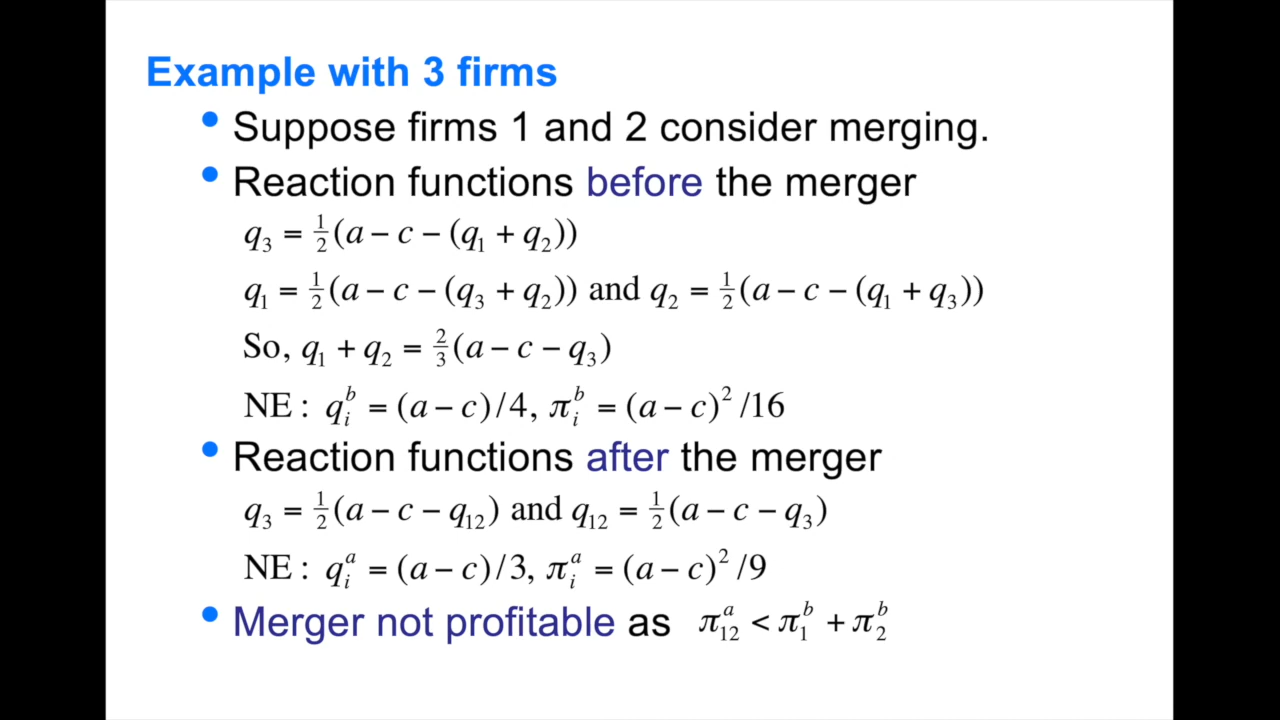 Example with 3 firms
• Suppose firms 1 and 2 consider merging.
• Reaction functions before the merger
q₃ = ½(a − c − (q₁ + q₂))
q₁ = ½(a − c − (q₃ + q₂)) and q₂ = ½(a − c − (q₁ + q₃))
So, q₁ + q₂ = ⅔(a − c − q₃)
NE : qᵢᵇ = (a − c)/4, πᵢᵇ = (a − c)²/16
• Reaction functions after the merger
q₃ = ½(a − c − q₁₂) and q₁₂ = ½(a − c − q₃)
NE : qᵢᵃ = (a − c)/3, πᵢᵃ = (a − c)²/9
• Merger not profitable as π₁₂ᵃ < π₁ᵇ + π₂ᵇ